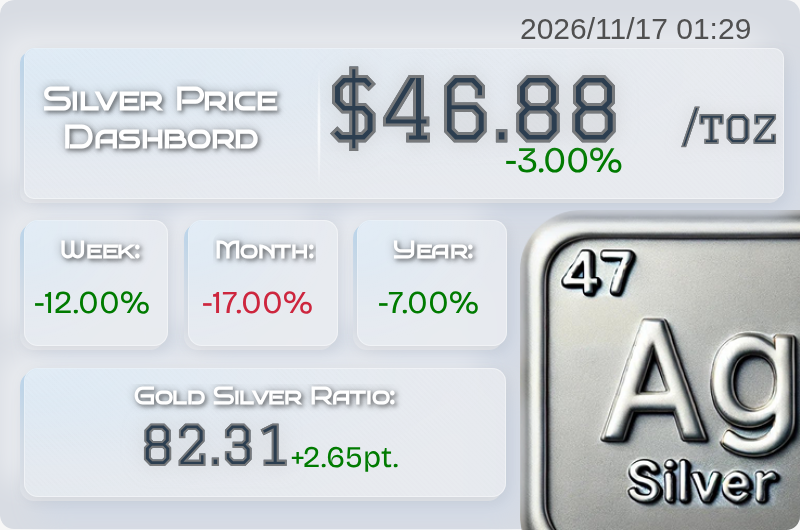 2026/11/17 01:29
Silver Price
Dashbord
$46.88 /TOZ
-3.00%
Week: Month: Year:
-12.00% -17.00% -7.00%
Gold Silver Ratio:
82.31 +2.65pt.
47
Ag
Silver